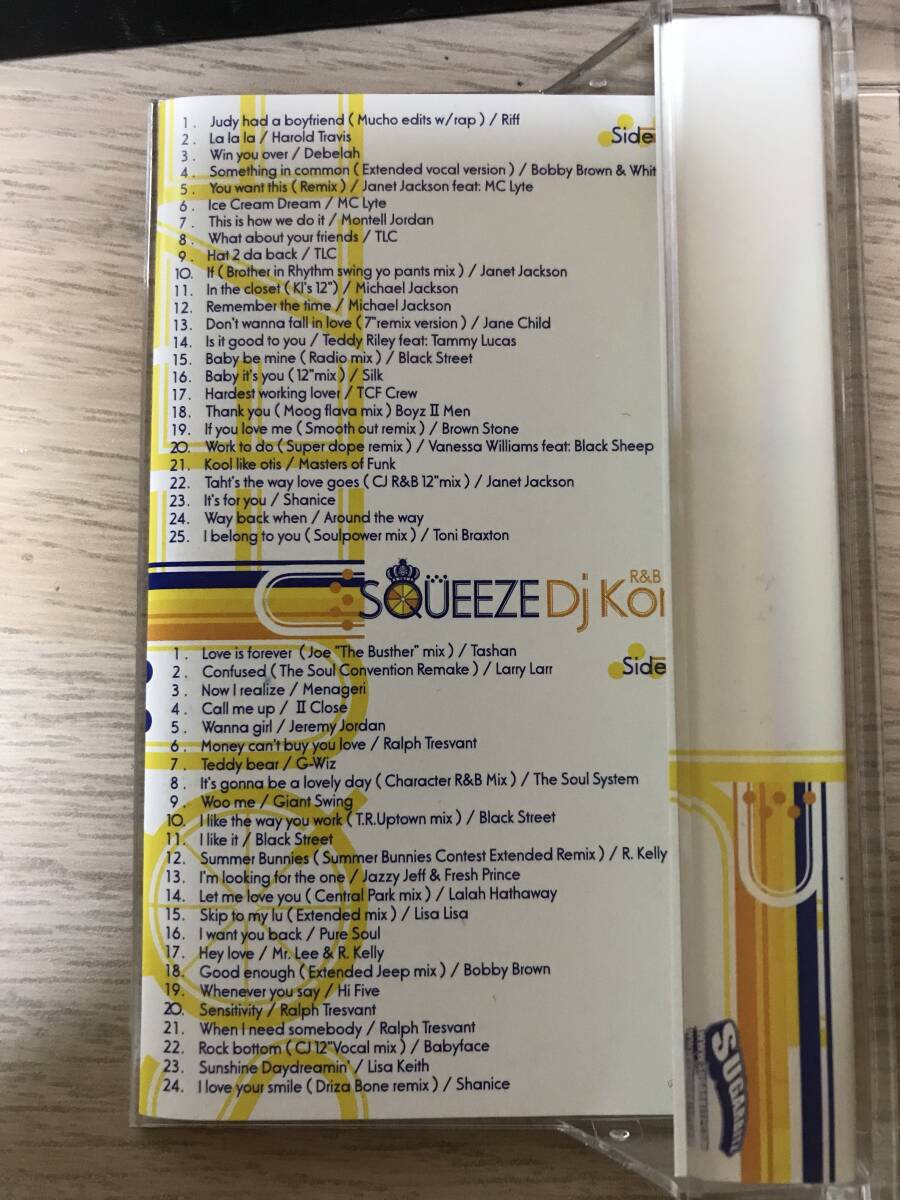 1. Judy had a boyfriend ( Mucho edits w/rap ) / Riff
Side
2. La la la / Harold Travis
3. Win you over / Debelah
4. Something in common ( Extended vocal version ) / Bobby Brown & Whit
5. You want this ( Remix ) / Janet Jackson feat: MC Lyte
6. Ice Cream Dream / MC Lyte
7. This is how we do it / Montell Jordan
8. What about your friends / TLC
9. Hat 2 da back / TLC
10. If ( Brother in Rhythm swing yo pants mix ) / Janet Jackson
11. In the closet ( KI's 12") / Michael Jackson
12. Remember the time / Michael Jackson
13. Don't wanna fall in love ( 7"remix version ) / Jane Child
14. Is it good to you / Teddy Riley feat: Tammy Lucas
15. Baby be mine ( Radio mix ) / Black Street
16. Baby it's you ( 12"mix ) / Silk
17. Hardest working lover / TCF Crew
18. Thank you ( Moog flava mix ) Boyz II Men
19. If you love me ( Smooth out remix ) / Brown Stone
20. Work to do ( Super dope remix ) / Vanessa Williams feat: Black Sheep
21. Kool like otis / Masters of Funk
22. Taht's the way love goes ( CJ R&B 12"mix ) / Janet Jackson
23. It's for you / Shanice
24. Way back when / Around the way
25. I belong to you ( Soulpower mix ) / Toni Braxton
R&B
SQÜEEZE Dj Kor
1. Love is forever (Joe "The Busther" mix ) / Tashan
Side
2. Confused ( The Soul Convention Remake ) / Larry Larr
3. Now I realize / Menageri
4. Call me up / II Close
5. Wanna girl / Jeremy Jordan
6. Money can't buy you love / Ralph Tresvant
7. Teddy bear / G-Wiz
8. It's gonna be a lovely day ( Character R&B Mix ) / The Soul System
9. Woo me / Giant Swing
10. I like the way you work ( T.R.Uptown mix ) / Black Street
11. I like it / Black Street
12. Summer Bunnies ( Summer Bunnies Contest Extended Remix ) / R. Kelly
13. I'm looking for the one / Jazzy Jeff & Fresh Prince
14. Let me love you ( Central Park mix ) / Lalah Hathaway
15. Skip to my lu ( Extended mix ) / Lisa Lisa
16. I want you back / Pure Soul
17. Hey love / Mr. Lee & R. Kelly
18. Good enough ( Extended Jeep mix ) / Bobby Brown
19. Whenever you say / Hi Five
20. Sensitivity / Ralph Tresvant
21. When I need somebody / Ralph Tresvant
22. Rock bottom ( CJ 12"Vocal mix ) / Babyface
23. Sunshine Daydreamin' / Lisa Keith
24. I love your smile ( Driza Bone remix ) / Shanice